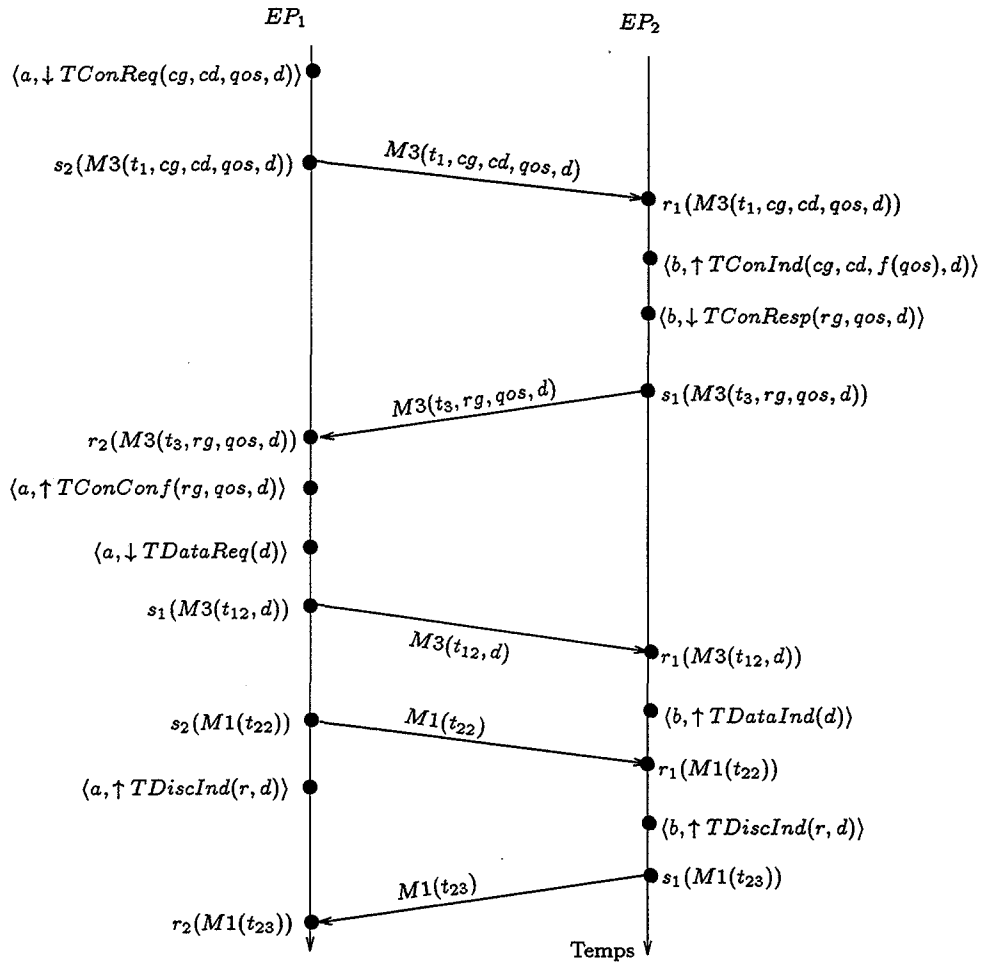 EP₁
EP₂
⟨a, ↓ TConReq(cg, cd, qos, d)⟩
s₂(M3(t₁, cg, cd, qos, d))
M3(t₁, cg, cd, qos, d)
r₁(M3(t₁, cg, cd, qos, d))
⟨b, ↑ TConInd(cg, cd, f(qos), d)⟩
⟨b, ↓ TConResp(rg, qos, d)⟩
s₁(M3(t₃, rg, qos, d))
M3(t₃, rg, qos, d)
r₂(M3(t₃, rg, qos, d))
⟨a, ↑ TConConf(rg, qos, d)⟩
⟨a, ↓ TDataReq(d)⟩
s₁(M3(t₁₂, d))
M3(t₁₂, d)
r₁(M3(t₁₂, d))
⟨b, ↑ TDataInd(d)⟩
s₂(M1(t₂₂))
M1(t₂₂)
r₁(M1(t₂₂))
⟨a, ↑ TDiscInd(r, d)⟩
⟨b, ↑ TDiscInd(r, d)⟩
s₁(M1(t₂₃))
M1(t₂₃)
r₂(M1(t₂₃))
Temps